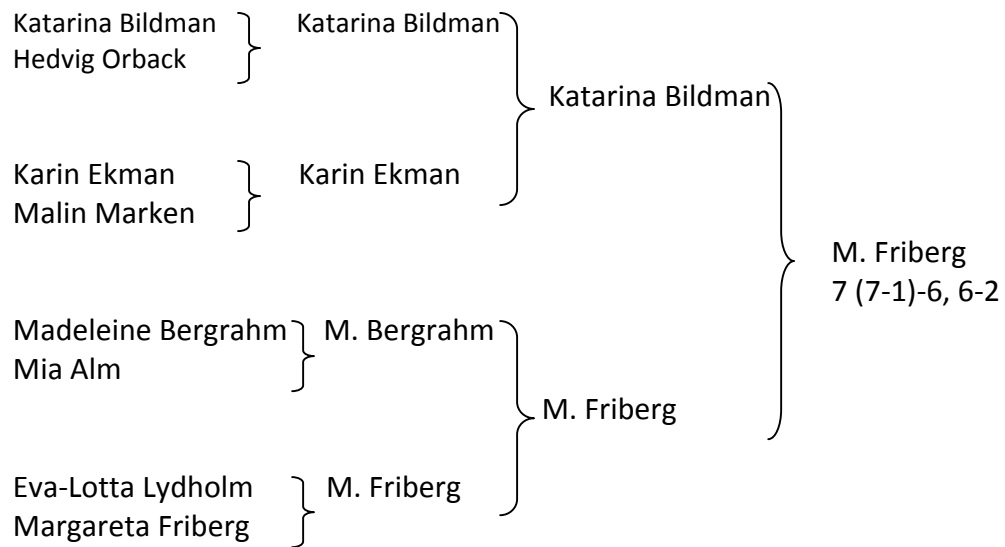 Katarina Bildman
Hedvig Orback
Katarina Bildman
Karin Ekman
Malin Marken
Karin Ekman
Katarina Bildman
Madeleine Bergrahm
Mia Alm
M. Bergrahm
Eva-Lotta Lydholm
Margareta Friberg
M. Friberg
M. Friberg
M. Friberg
7 (7-1)-6, 6-2